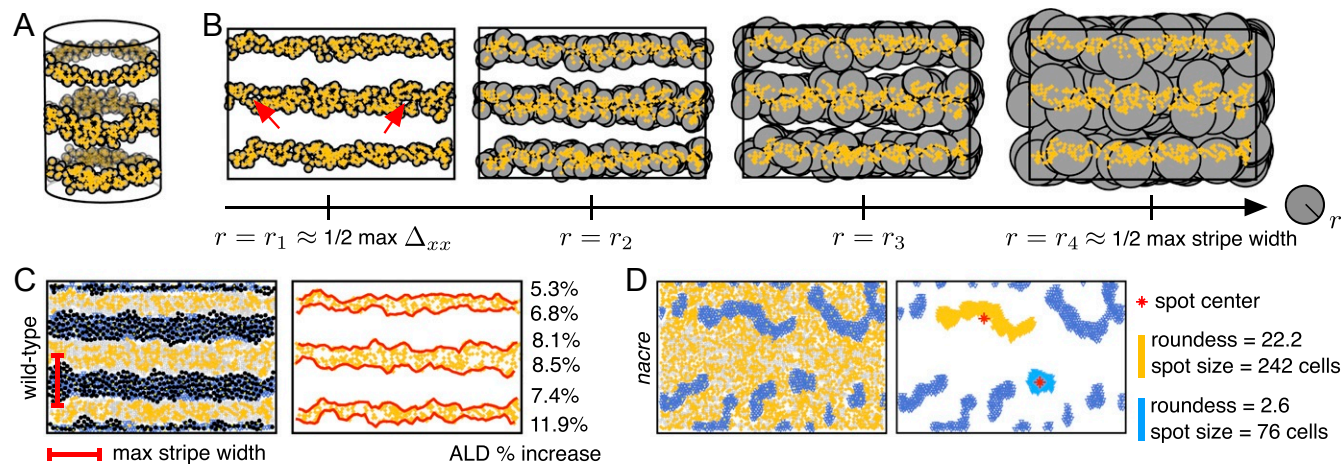 A
B
r = r₁ ≈ 1/2 max Δₓₓ
r = r₂
r = r₃
r = r₄ ≈ 1/2 max stripe width
r
C
wild-type
max stripe width
5.3%
6.8%
8.1%
8.5%
7.4%
11.9%
ALD % increase
D
nacre
spot center
roundess = 22.2
spot size = 242 cells
roundess = 2.6
spot size = 76 cells